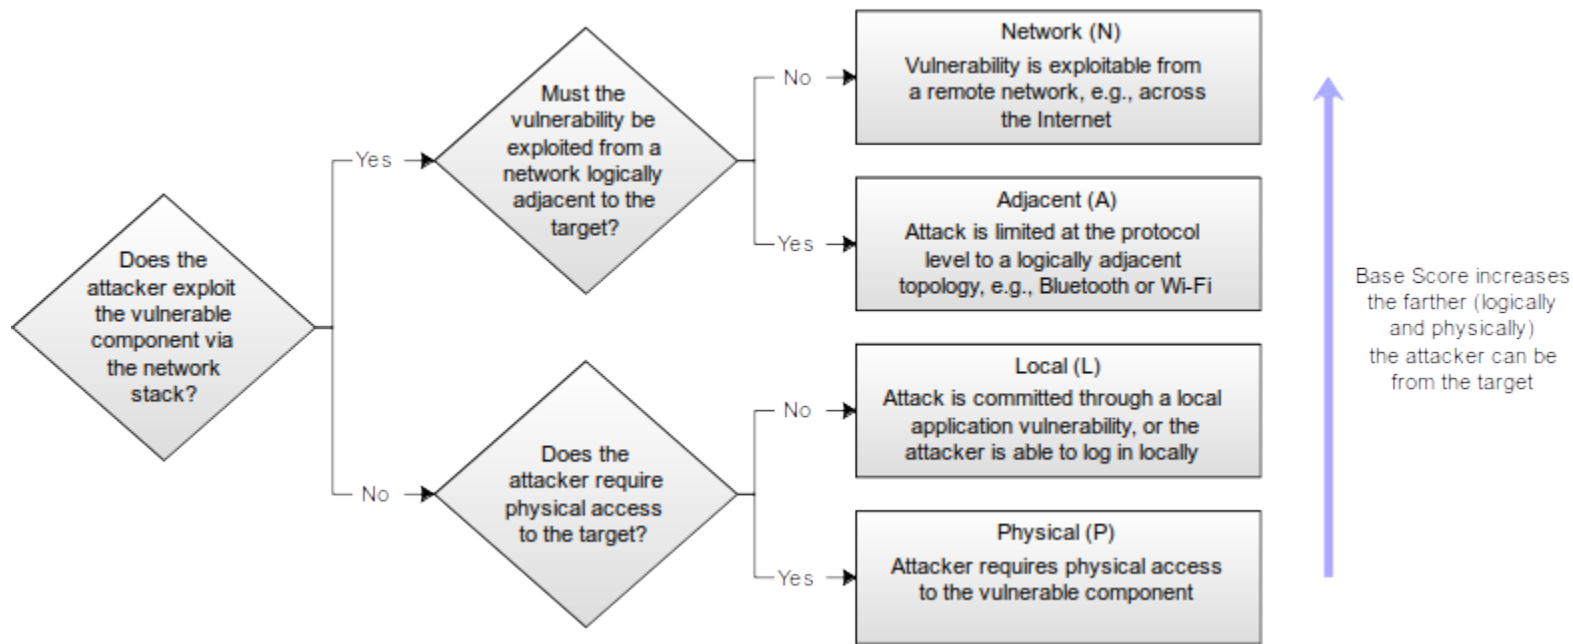 Does the
attacker exploit
the vulnerable
component via
the network
stack?
Yes
No
Must the
vulnerability be
exploited from a
network logically
adjacent to the
target?
No
Yes
Network (N)
Vulnerability is exploitable from
a remote network, e.g., across
the Internet
Adjacent (A)
Attack is limited at the protocol
level to a logically adjacent
topology, e.g., Bluetooth or Wi-Fi
Does the
attacker require
physical access
to the target?
No
Yes
Local (L)
Attack is committed through a local
application vulnerability, or the
attacker is able to log in locally
Physical (P)
Attacker requires physical access
to the vulnerable component
Base Score increases
the farther (logically
and physically)
the attacker can be
from the target